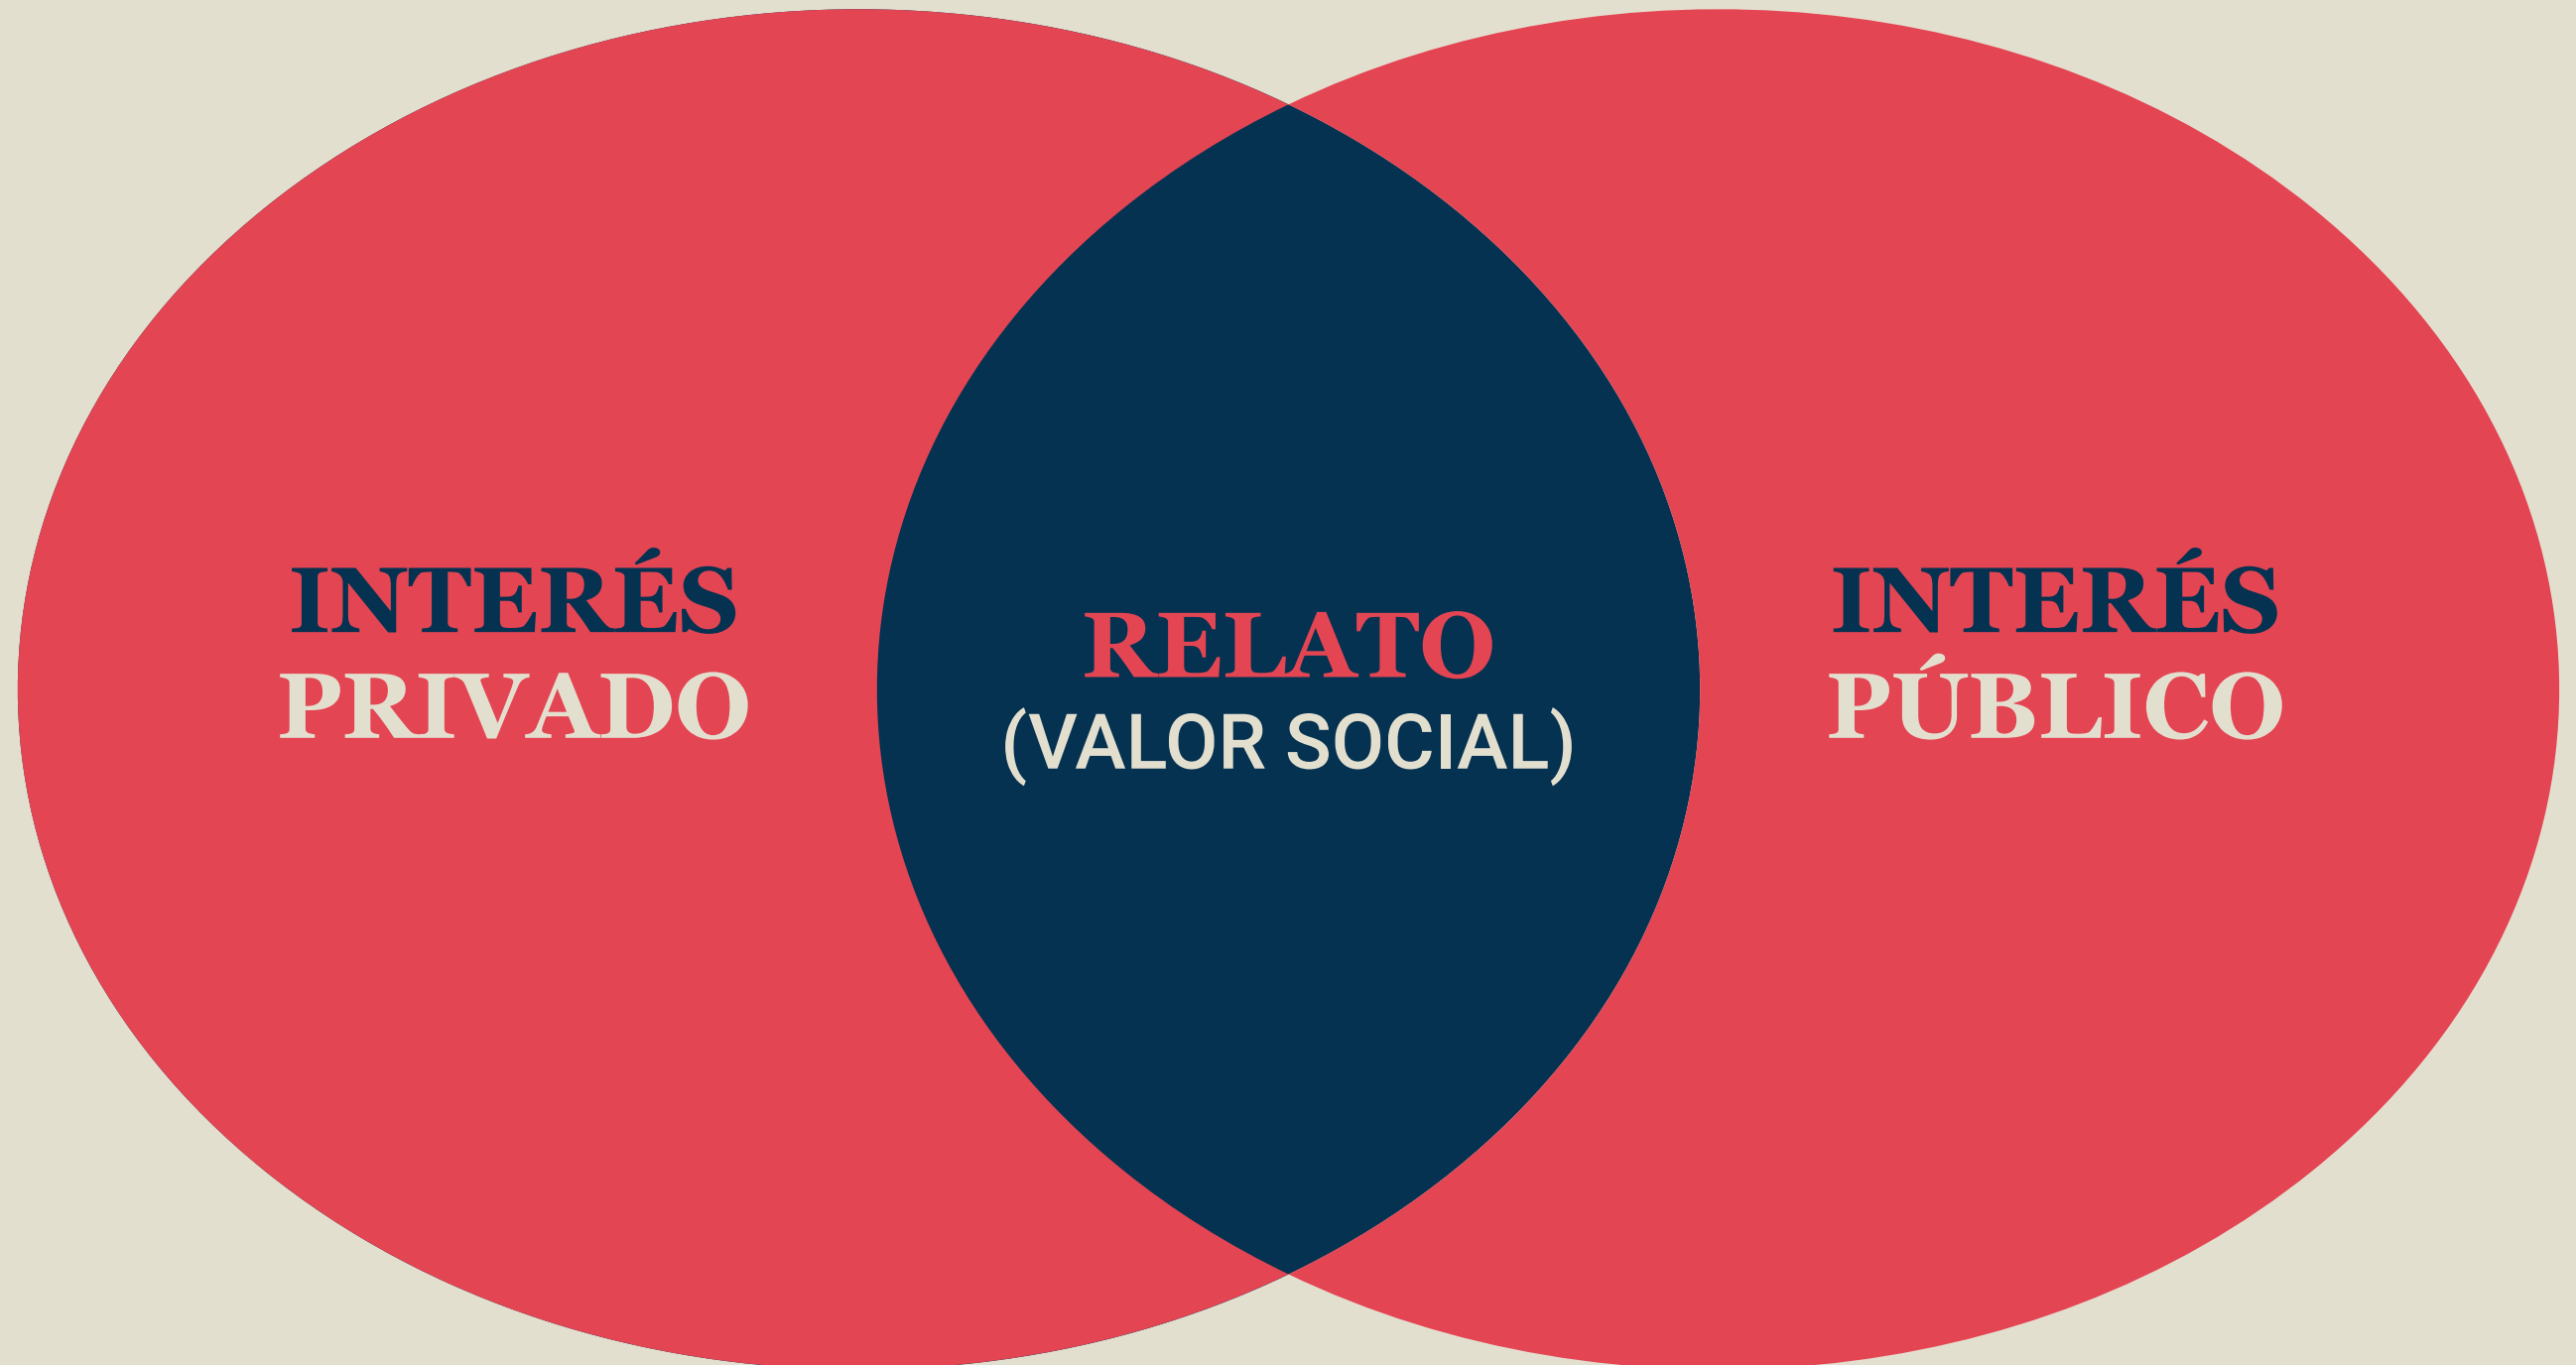 INTERÉS
PRIVADO
RELATO
(VALOR SOCIAL)
INTERÉS
PÚBLICO